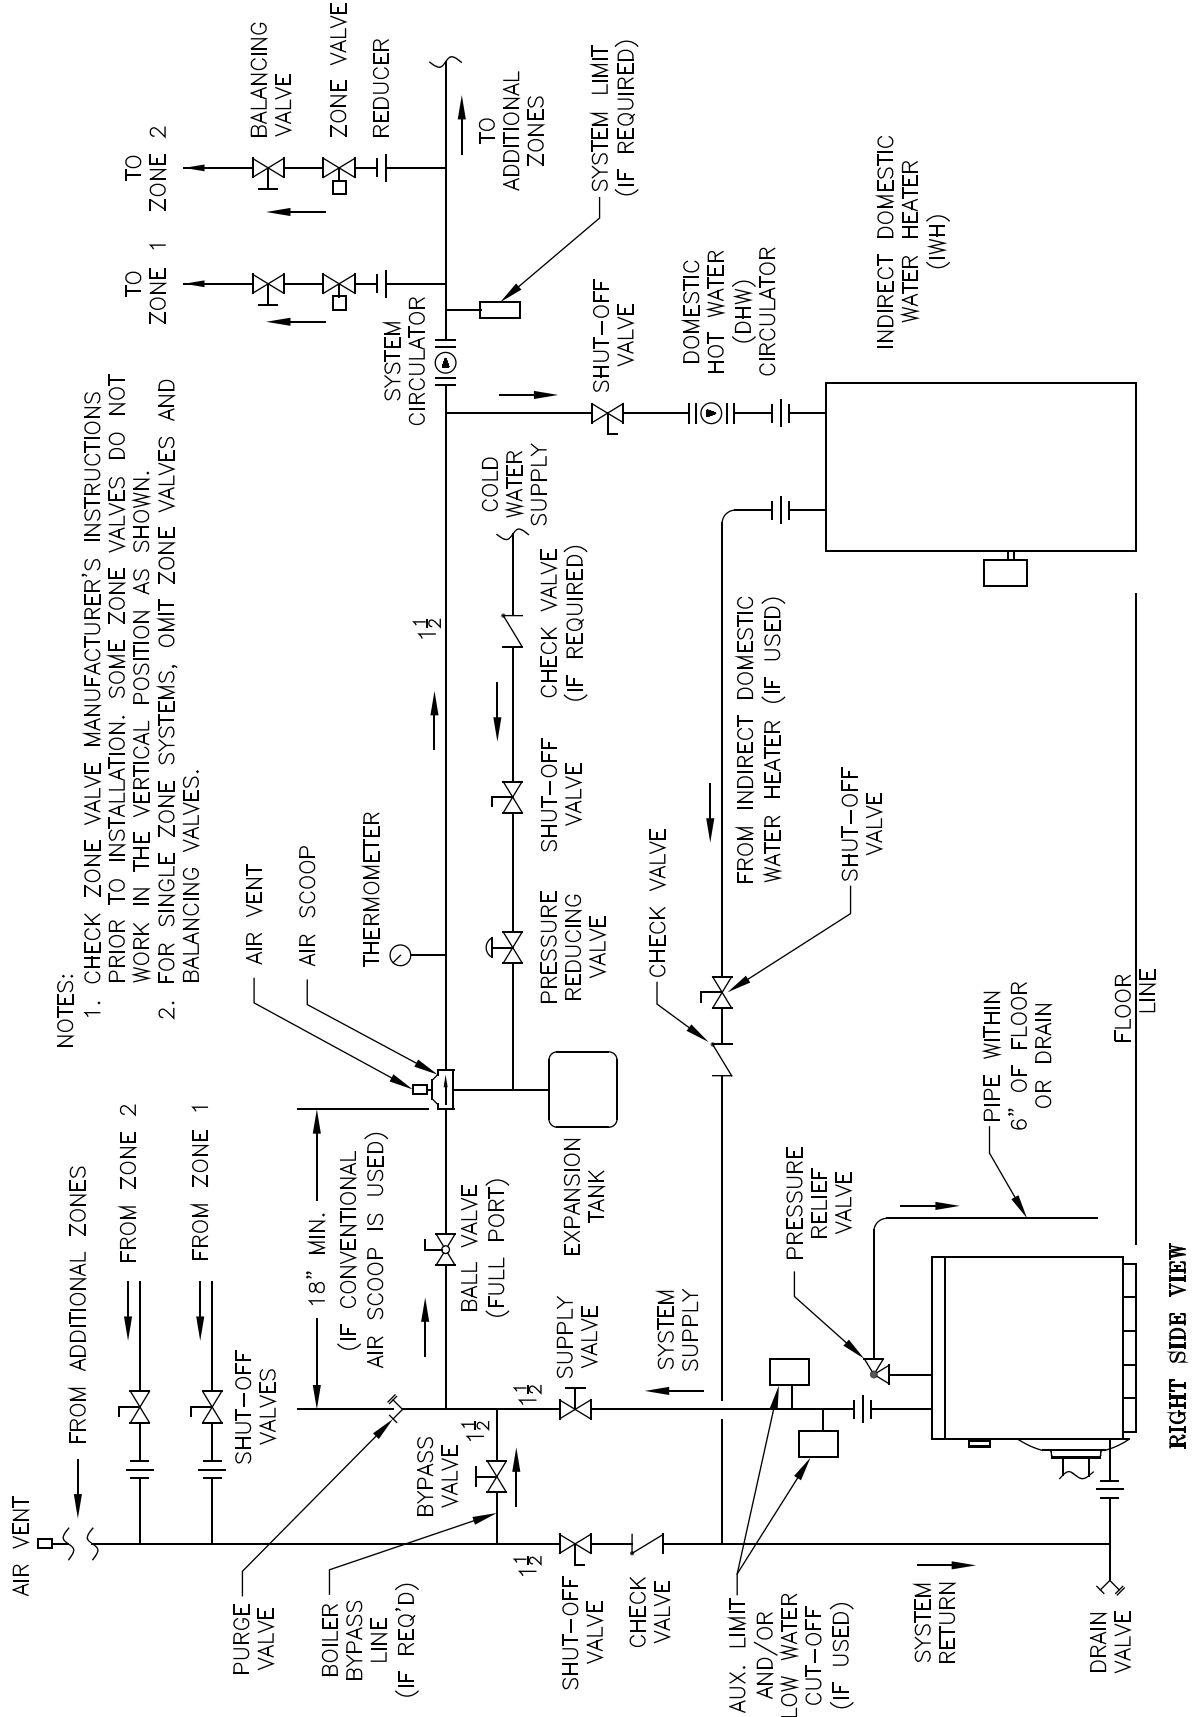 NOTES:
1. CHECK ZONE VALVE MANUFACTURER'S INSTRUCTIONS
PRIOR TO INSTALLATION. SOME ZONE VALVES DO NOT
WORK IN THE VERTICAL POSITION AS SHOWN.
2. FOR SINGLE ZONE SYSTEMS, OMIT ZONE VALVES AND
BALANCING VALVES.
AIR VENT
FROM ADDITIONAL ZONES
FROM ZONE 2
FROM ZONE 1
SHUT-OFF
VALVES
PURGE
VALVE
BOILER
BYPASS
LINE
(IF REQ'D)
BYPASS
VALVE
1½
1½
1½
SHUT-OFF
VALVE
CHECK
VALVE
AUX. LIMIT
AND/OR
LOW WATER
CUT-OFF
(IF USED)
SYSTEM
RETURN
DRAIN
VALVE
18" MIN.
(IF CONVENTIONAL
AIR SCOOP IS USED)
BALL VALVE
(FULL PORT)
SUPPLY
VALVE
SYSTEM
SUPPLY
PRESSURE
RELIEF
VALVE
PIPE WITHIN
6" OF FLOOR
OR DRAIN
RIGHT SIDE VIEW
AIR VENT
AIR SCOOP
THERMOMETER
EXPANSION
TANK
PRESSURE
REDUCING
VALVE
SHUT-OFF
VALVE
CHECK VALVE
(IF REQUIRED)
COLD
WATER
SUPPLY
1½
CHECK VALVE
SHUT-OFF
VALVE
FROM INDIRECT DOMESTIC
WATER HEATER (IF USED)
FLOOR
LINE
SYSTEM
CIRCULATOR
TO
ZONE 1
TO
ZONE 2
BALANCING
VALVE
ZONE VALVE
REDUCER
TO
ADDITIONAL
ZONES
SYSTEM LIMIT
(IF REQUIRED)
SHUT-OFF
VALVE
DOMESTIC
HOT WATER
(DHW)
CIRCULATOR
INDIRECT DOMESTIC
WATER HEATER
(IWH)